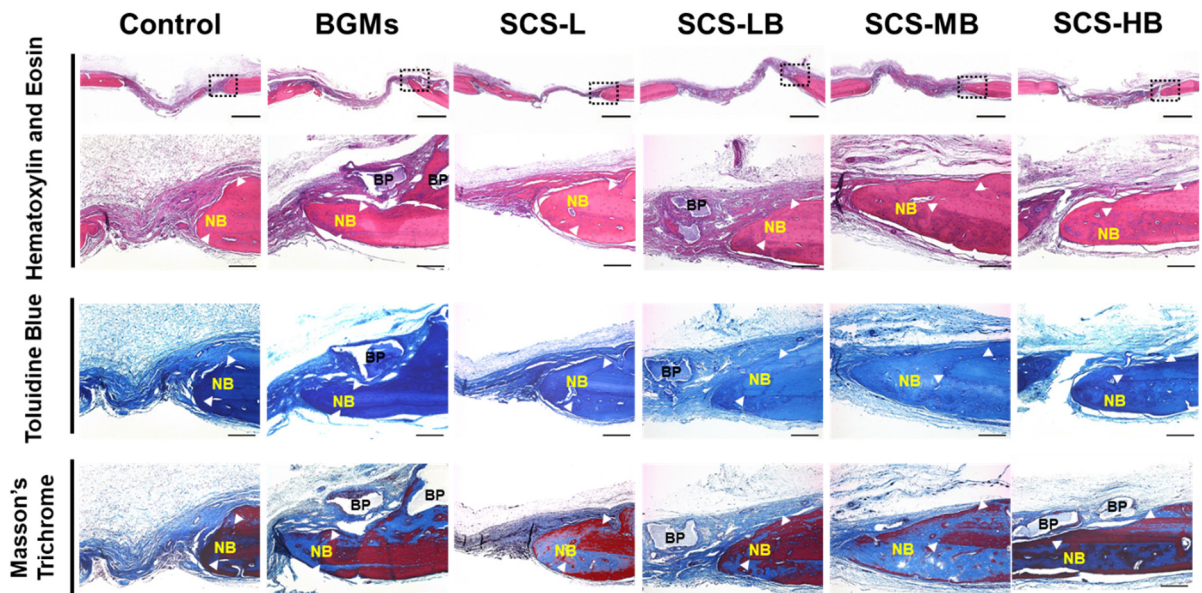 Control BGMs SCS-L SCS-LB SCS-MB SCS-HB
Hematoxylin and Eosin
NB BP BP NB NB BP NB NB NB
Toluidine Blue
NB BP NB NB BP NB NB NB
Masson's
Trichrome
NB BP BP NB NB BP NB NB BP BP NB